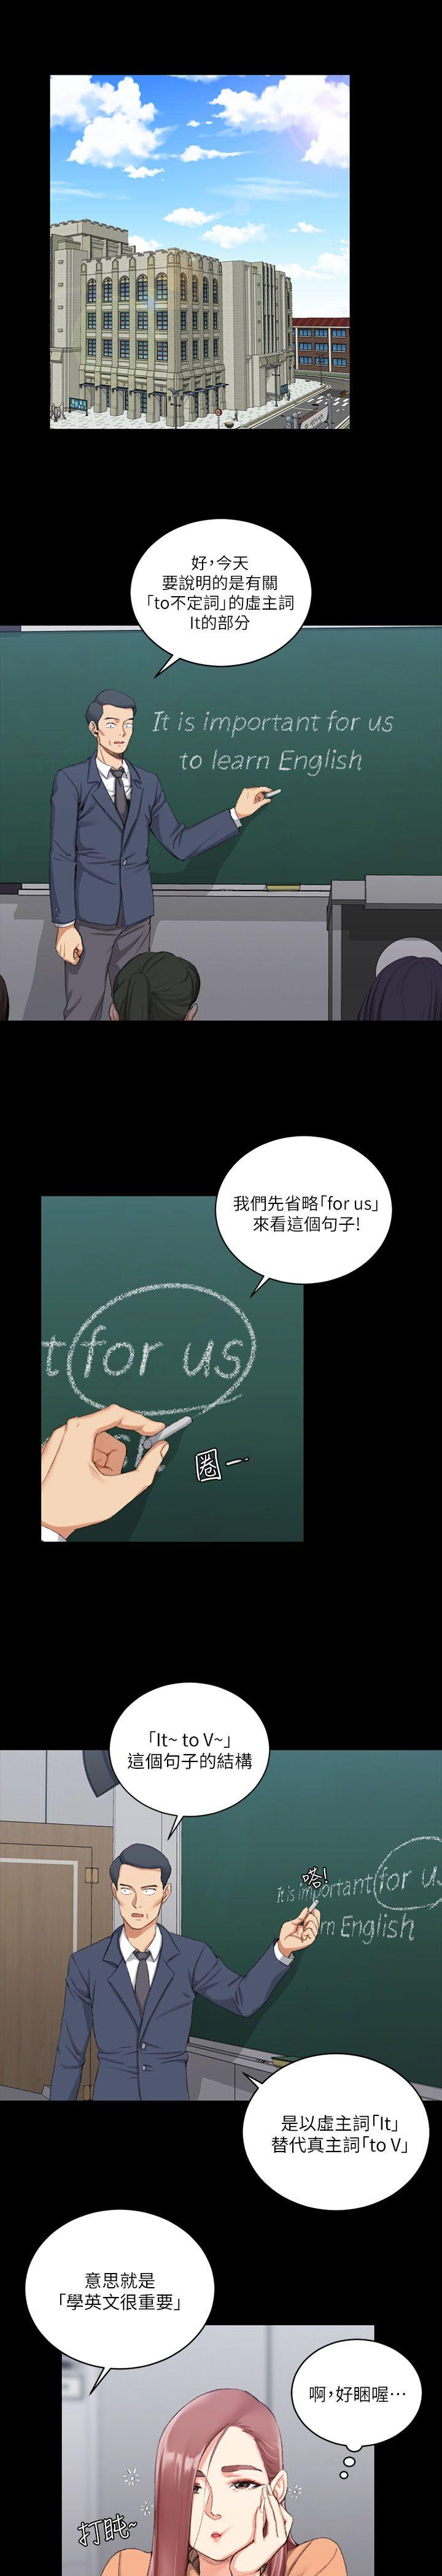 好,今天
要說明的是有關
「to不定詞」的虛主詞
It的部分
It is important for us
to learn English
我們先省略「for us」
來看這個句子!
t for us
圈一
「It~ to V~」
這個句子的結構
嗒!
It is important for us
rn English
是以虛主詞「It」
替代真主詞「to V」
意思就是
「學英文很重要」
啊,好睏喔…
打盹~